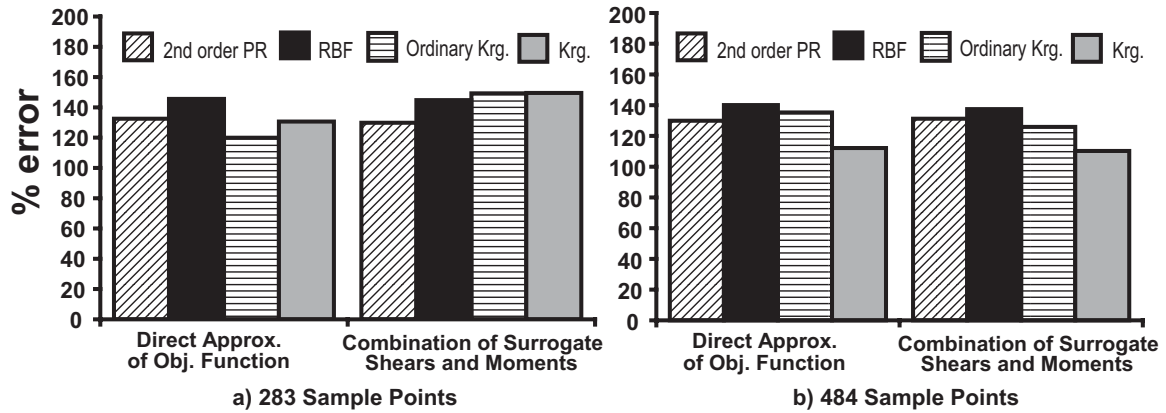 % error
200
180
160
140
120
100
80
60
40
20
0
2nd order PR
RBF
Ordinary Krg.
Krg.
Direct Approx.
of Obj. Function
Combination of Surrogate
Shears and Moments
a) 283 Sample Points
200
180
160
140
120
100
80
60
40
20
0
2nd order PR
RBF
Ordinary Krg.
Krg.
Direct Approx.
of Obj. Function
Combination of Surrogate
Shears and Moments
b) 484 Sample Points